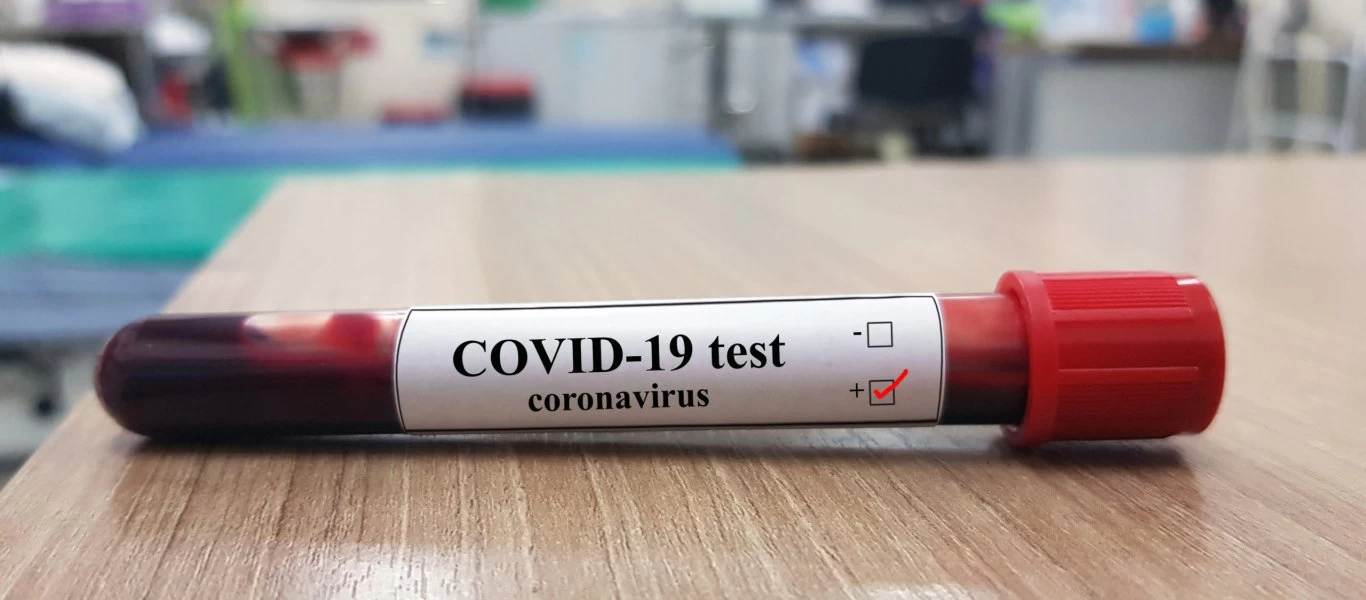 COVID-19 test
coronavirus
- ☐
+ ☑